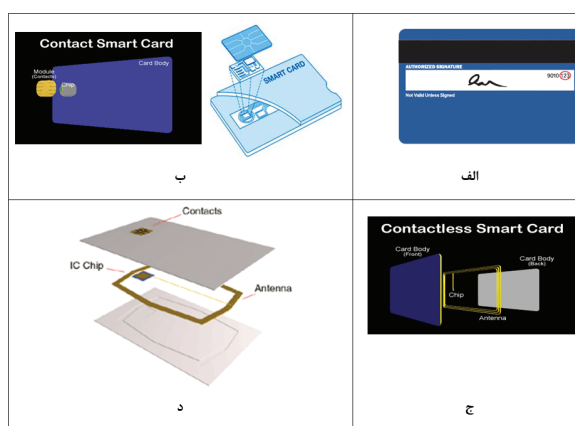 Contact Smart Card
Module
(Contacts)
Chip
Card Body
SMART CARD
ب
AUTHORIZED SIGNATURE
9010 123
Not Valid Unless Signed
الف
Contacts
IC Chip
Antenna
د
Contactless Smart Card
Card Body
(Front)
Card Body
(Back)
Chip
Antenna
ج